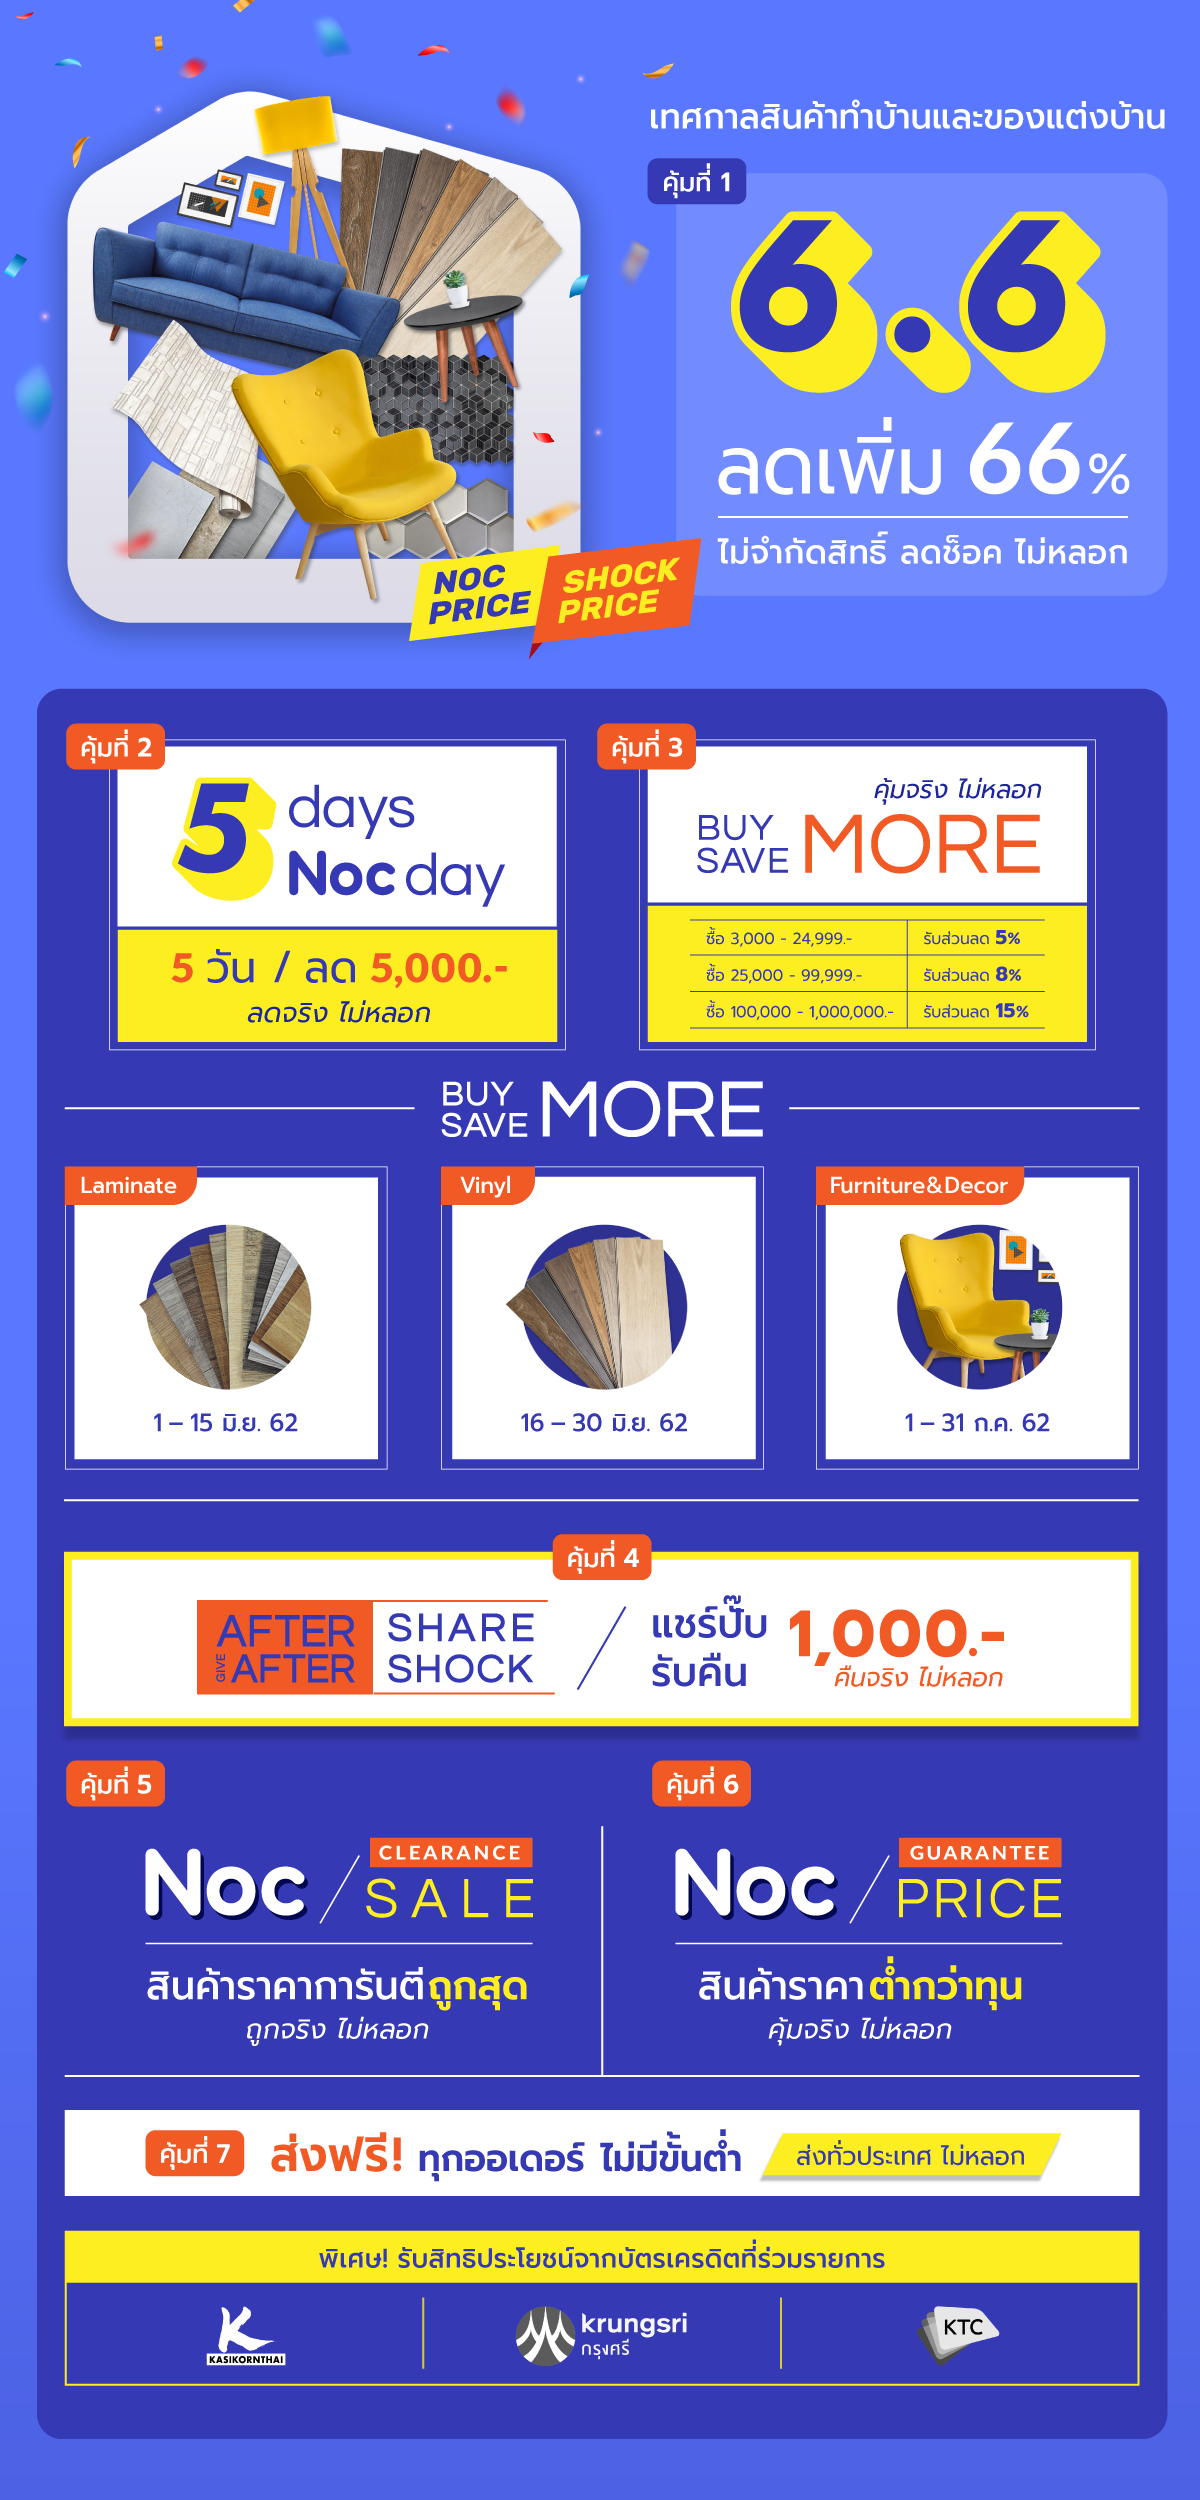 เทศกาลสินค้าทำบ้านและของแต่งบ้าน
คุ้มที่ 1
6.6
ลดเพิ่ม 66%
ไม่จำกัดสิทธิ์ ลดช็อค ไม่หลอก
NOC
PRICE
SHOCK
PRICE
คุ้มที่ 2
5 days
Noc day
5 วัน / ลด 5,000.-
ลดจริง ไม่หลอก
คุ้มที่ 3
คุ้มจริง ไม่หลอก
BUY
SAVE
MORE
ซื้อ 3,000 - 24,999.- รับส่วนลด 5%
ซื้อ 25,000 - 99,999.- รับส่วนลด 8%
ซื้อ 100,000 - 1,000,000.- รับส่วนลด 15%
BUY
SAVE
MORE
Laminate
1 – 15 มิ.ย. 62
Vinyl
16 – 30 มิ.ย. 62
Furniture&Decor
1 – 31 ก.ค. 62
คุ้มที่ 4
AFTER
GIVE AFTER
SHARE
SHOCK
แชร์ปั๊บ
รับคืน
1,000.-
คืนจริง ไม่หลอก
คุ้มที่ 5
Noc / CLEARANCE
SALE
สินค้าราคาการันตีถูกสุด
ถูกจริง ไม่หลอก
คุ้มที่ 6
Noc / GUARANTEE
PRICE
สินค้าราคาต่ำกว่าทุน
คุ้มจริง ไม่หลอก
คุ้มที่ 7
ส่งฟรี! ทุกออเดอร์ ไม่มีขั้นต่ำ
ส่งทั่วประเทศ ไม่หลอก
พิเศษ! รับสิทธิประโยชน์จากบัตรเครดิตที่ร่วมรายการ
K
KASIKORNTHAI
krungsri
กรุงศรี
KTC